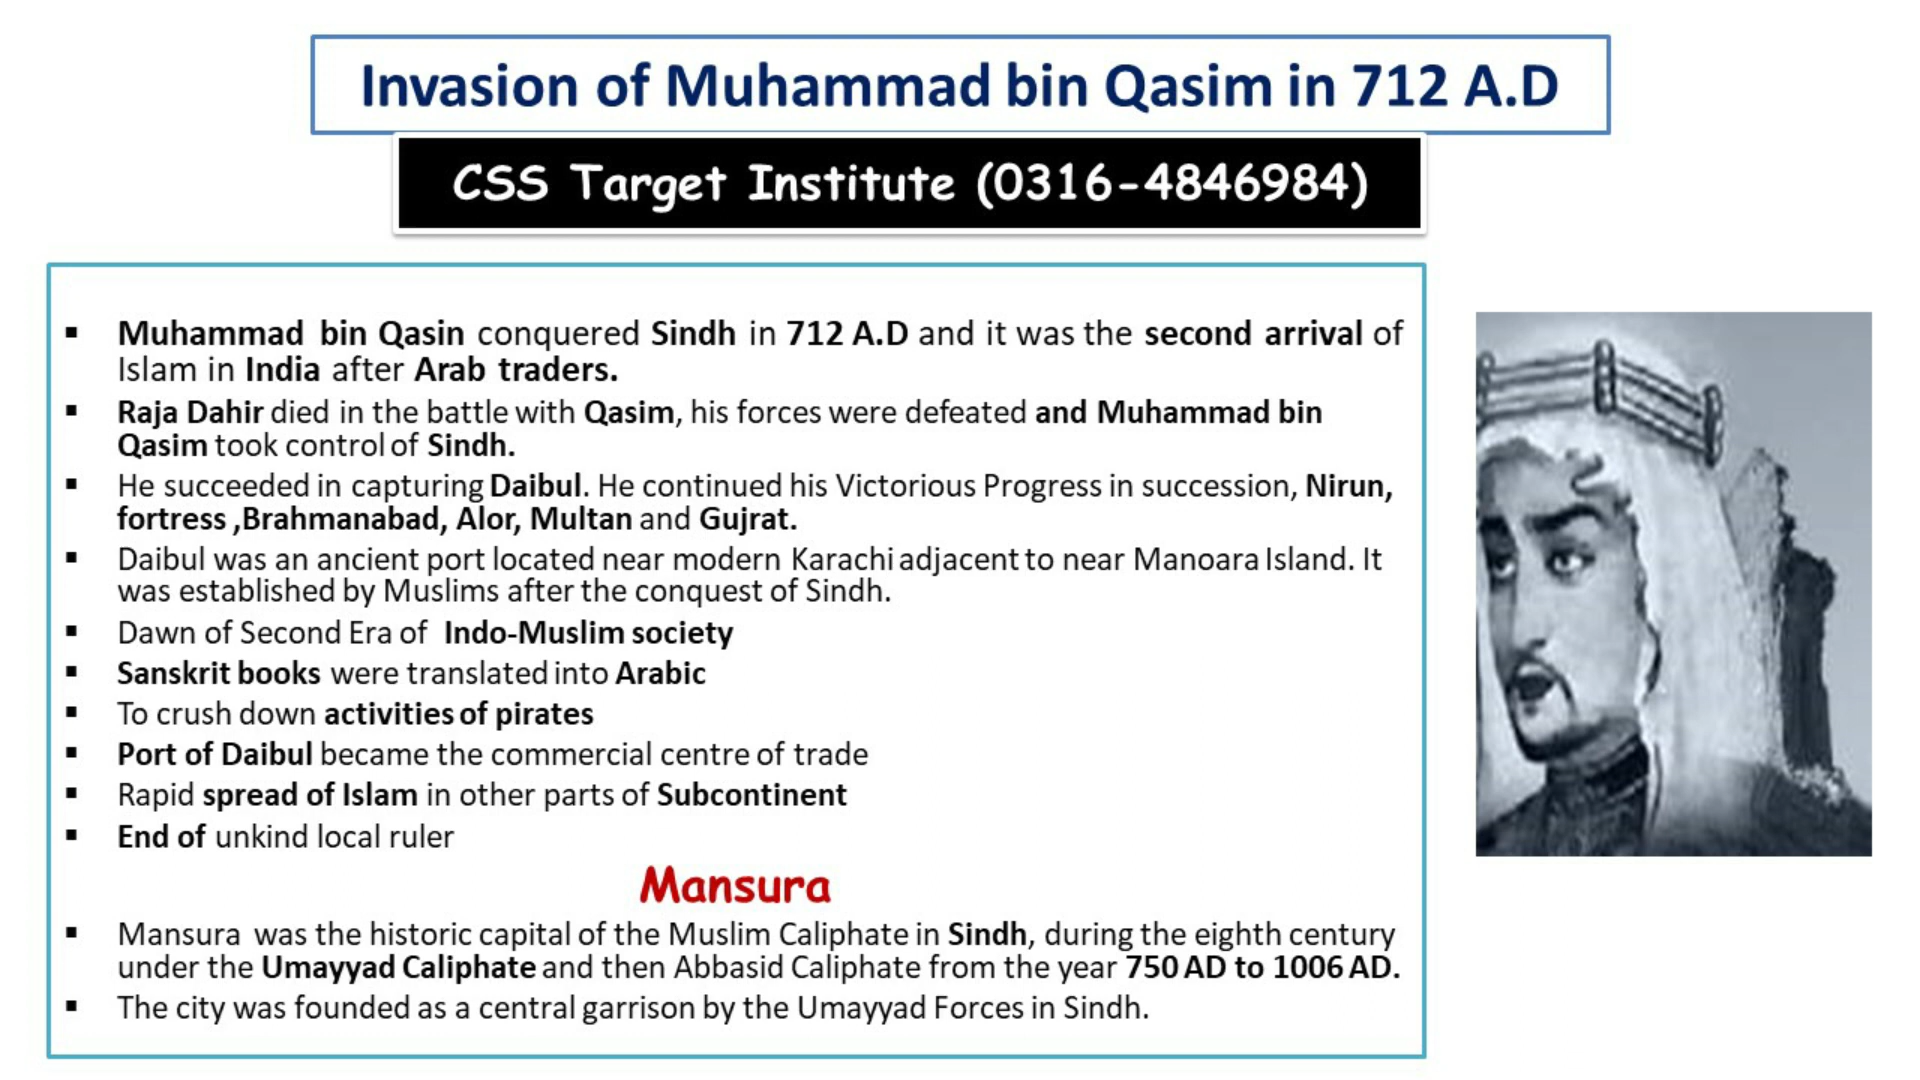 Invasion of Muhammad bin Qasim in 712 A.D
CSS Target Institute (0316-4846984)
▪ Muhammad bin Qasin conquered Sindh in 712 A.D and it was the second arrival of
Islam in India after Arab traders.
▪ Raja Dahir died in the battle with Qasim, his forces were defeated and Muhammad bin
Qasim took control of Sindh.
▪ He succeeded in capturing Daibul. He continued his Victorious Progress in succession, Nirun,
fortress ,Brahmanabad, Alor, Multan and Gujrat.
▪ Daibul was an ancient port located near modern Karachi adjacent to near Manoara Island. It
was established by Muslims after the conquest of Sindh.
▪ Dawn of Second Era of Indo-Muslim society
▪ Sanskrit books were translated into Arabic
▪ To crush down activities of pirates
▪ Port of Daibul became the commercial centre of trade
▪ Rapid spread of Islam in other parts of Subcontinent
▪ End of unkind local ruler
Mansura
▪ Mansura was the historic capital of the Muslim Caliphate in Sindh, during the eighth century
under the Umayyad Caliphate and then Abbasid Caliphate from the year 750 AD to 1006 AD.
▪ The city was founded as a central garrison by the Umayyad Forces in Sindh.